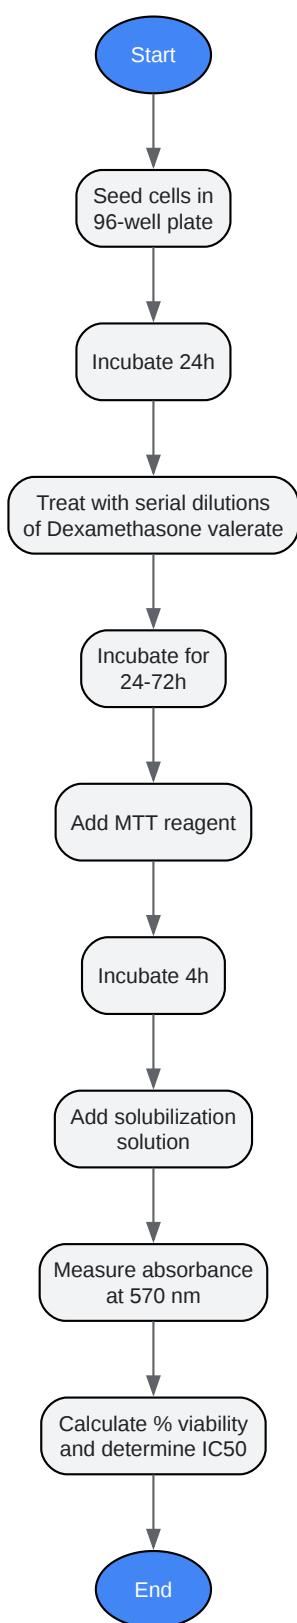 Start
Seed cells in
96-well plate
Incubate 24h
Treat with serial dilutions
of Dexamethasone valerate
Incubate for
24-72h
Add MTT reagent
Incubate 4h
Add solubilization
solution
Measure absorbance
at 570 nm
Calculate % viability
and determine IC50
End